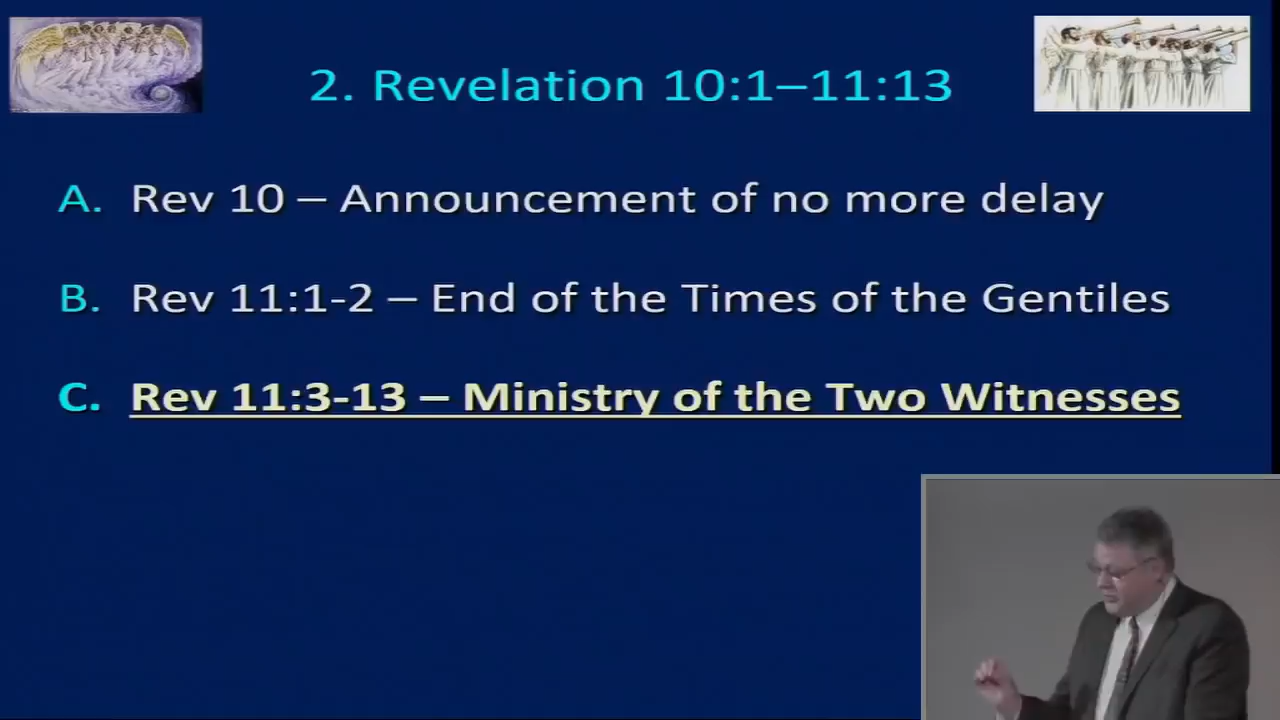 2. Revelation 10:1–11:13
A. Rev 10 – Announcement of no more delay
B. Rev 11:1-2 – End of the Times of the Gentiles
C. Rev 11:3-13 – Ministry of the Two Witnesses